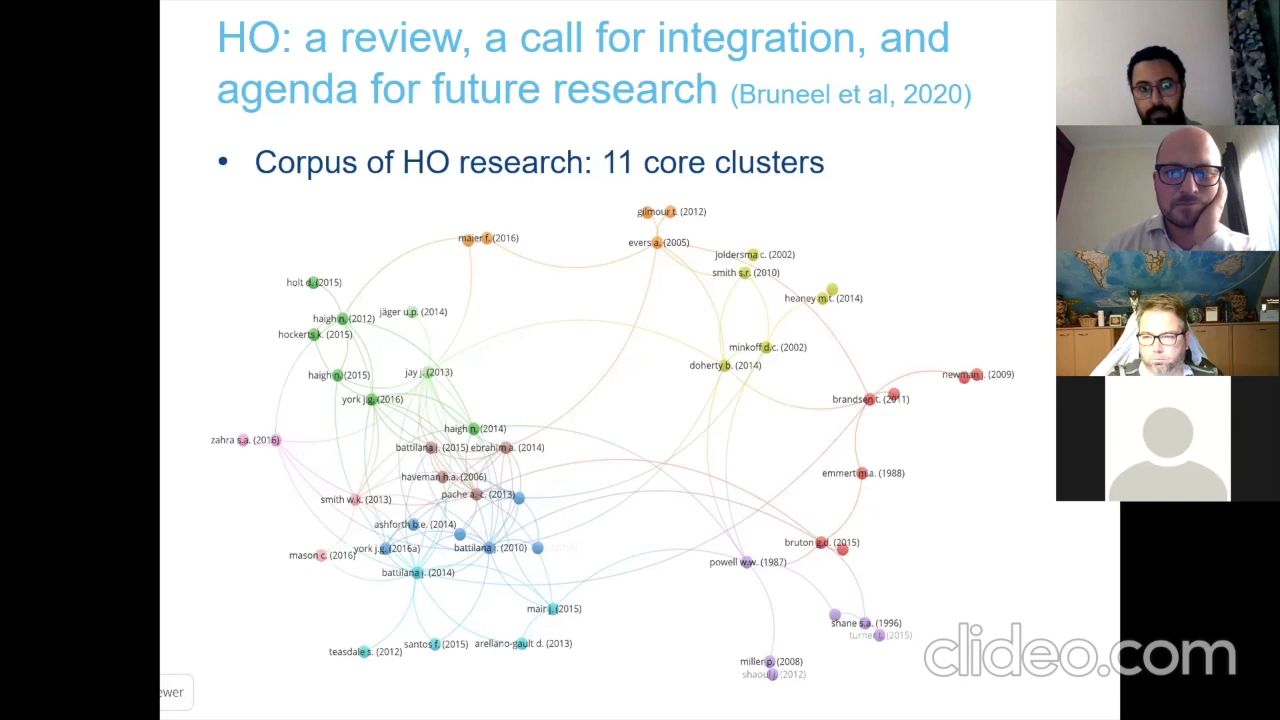 HO: a review, a call for integration, and
agenda for future research (Bruneel et al, 2020)
• Corpus of HO research: 11 core clusters
gilmour t. (2012)
maier f. (2016)
evers a. (2005)
joldersma c. (2002)
smith s.r. (2010)
holt d. (2015)
heaney m.t. (2014)
jäger u.p. (2014)
haigh n. (2012)
hockerts k. (2015)
minkoff d.c. (2002)
doherty b. (2014)
haigh n. (2015)
jay j. (2013)
newman j. (2009)
york j.g. (2016)
brandsen t. (2011)
haigh n. (2014)
zahra s.a. (2016)
battilana j. (2015)
ebrahim a. (2014)
haveman h.a. (2006)
emmert m.a. (1988)
smith w.k. (2013)
pache a.-c. (2013)
ashforth b.e. (2014)
mason c. (2016)
york j.g. (2016a)
battilana j. (2010)
bruton g.d. (2015)
powell w.w. (1987)
battilana j. (2014)
mair j. (2015)
shane s.a. (1996)
turner l. (2015)
teasdale s. (2012)
santos f. (2015)
arellano-gault d. (2013)
miller p. (2008)
shaoul j. (2012)
clideo.com
ewer